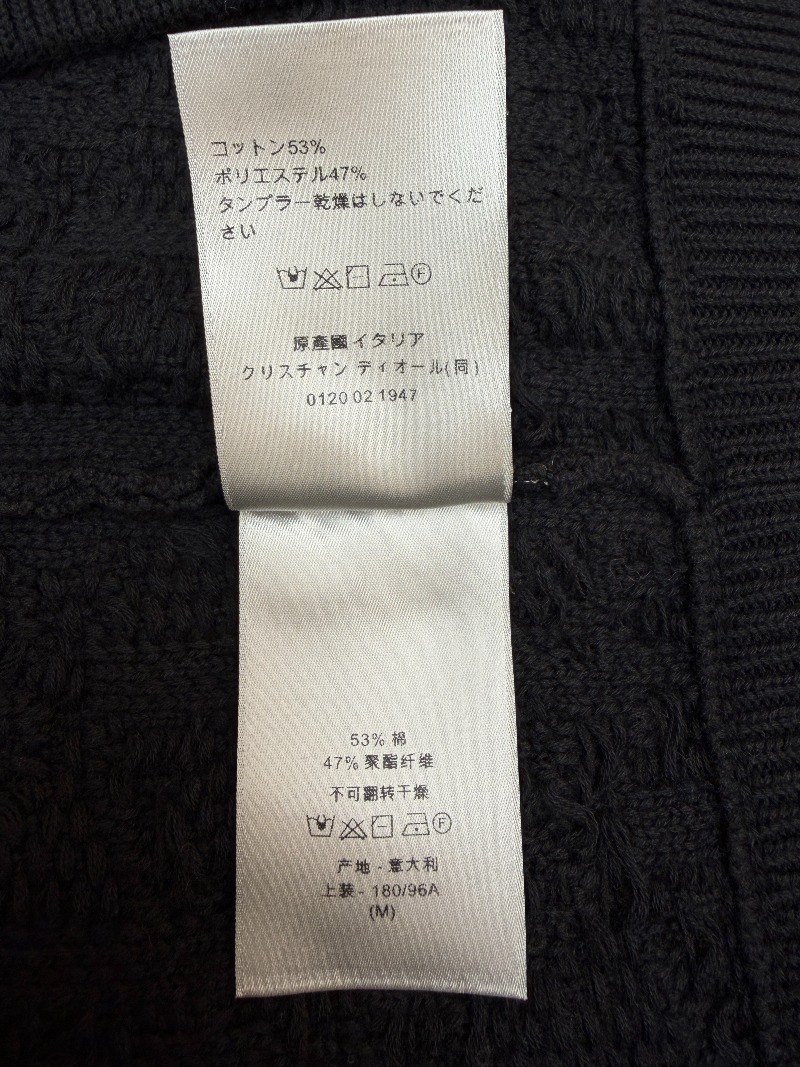 コットン53%
ポリエステル47%
タンブラー乾燥はしないでくだ
さい
F
原産國イタリア
クリスチャン ディオール(同)
0120 02 1947
53% 棉
47% 聚酯纤维
不可翻转干燥
F
产地 - 意大利
上装 - 180/96A
(M)